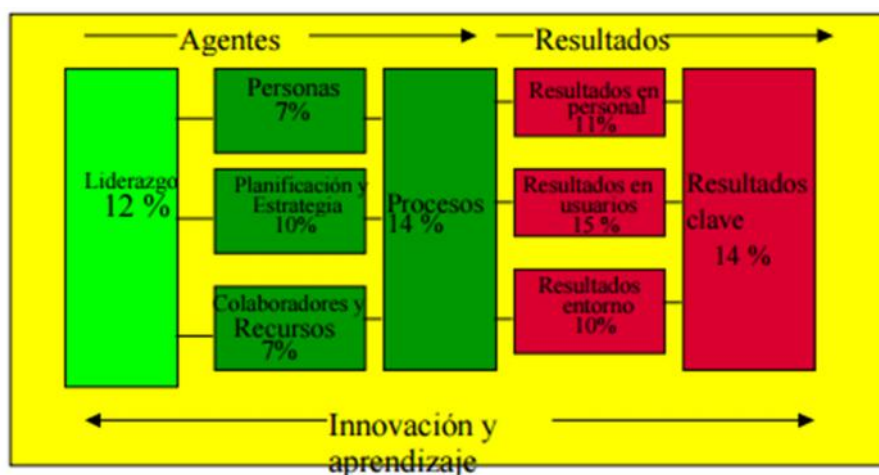 Agentes
Resultados
Liderazgo
12 %
Personas
7%
Planificación y
Estrategia
10%
Colaboradores y
Recursos
7%
Procesos
14 %
Resultados en
personal
11%
Resultados en
usuarios
15 %
Resultados
entorno
10%
Resultados
clave
14 %
Innovación y
aprendizaje